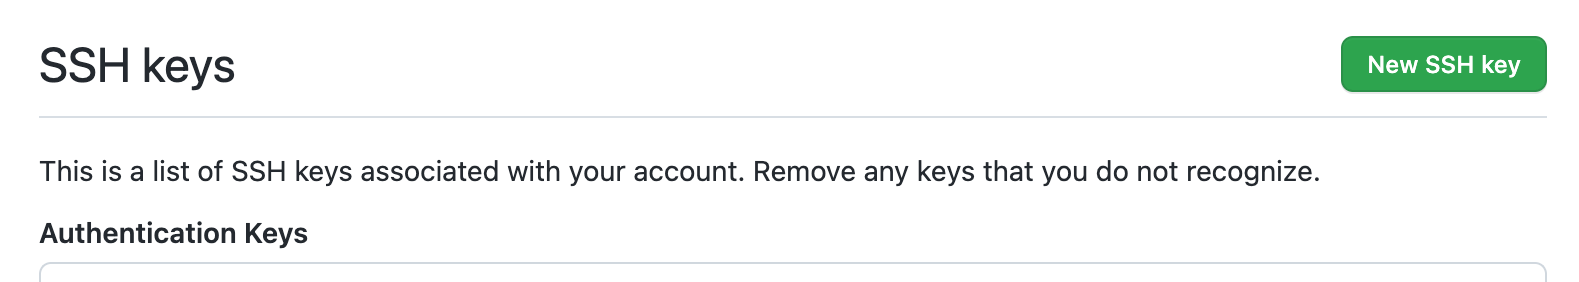 SSH keys
New SSH key
This is a list of SSH keys associated with your account. Remove any keys that you do not recognize.
Authentication Keys